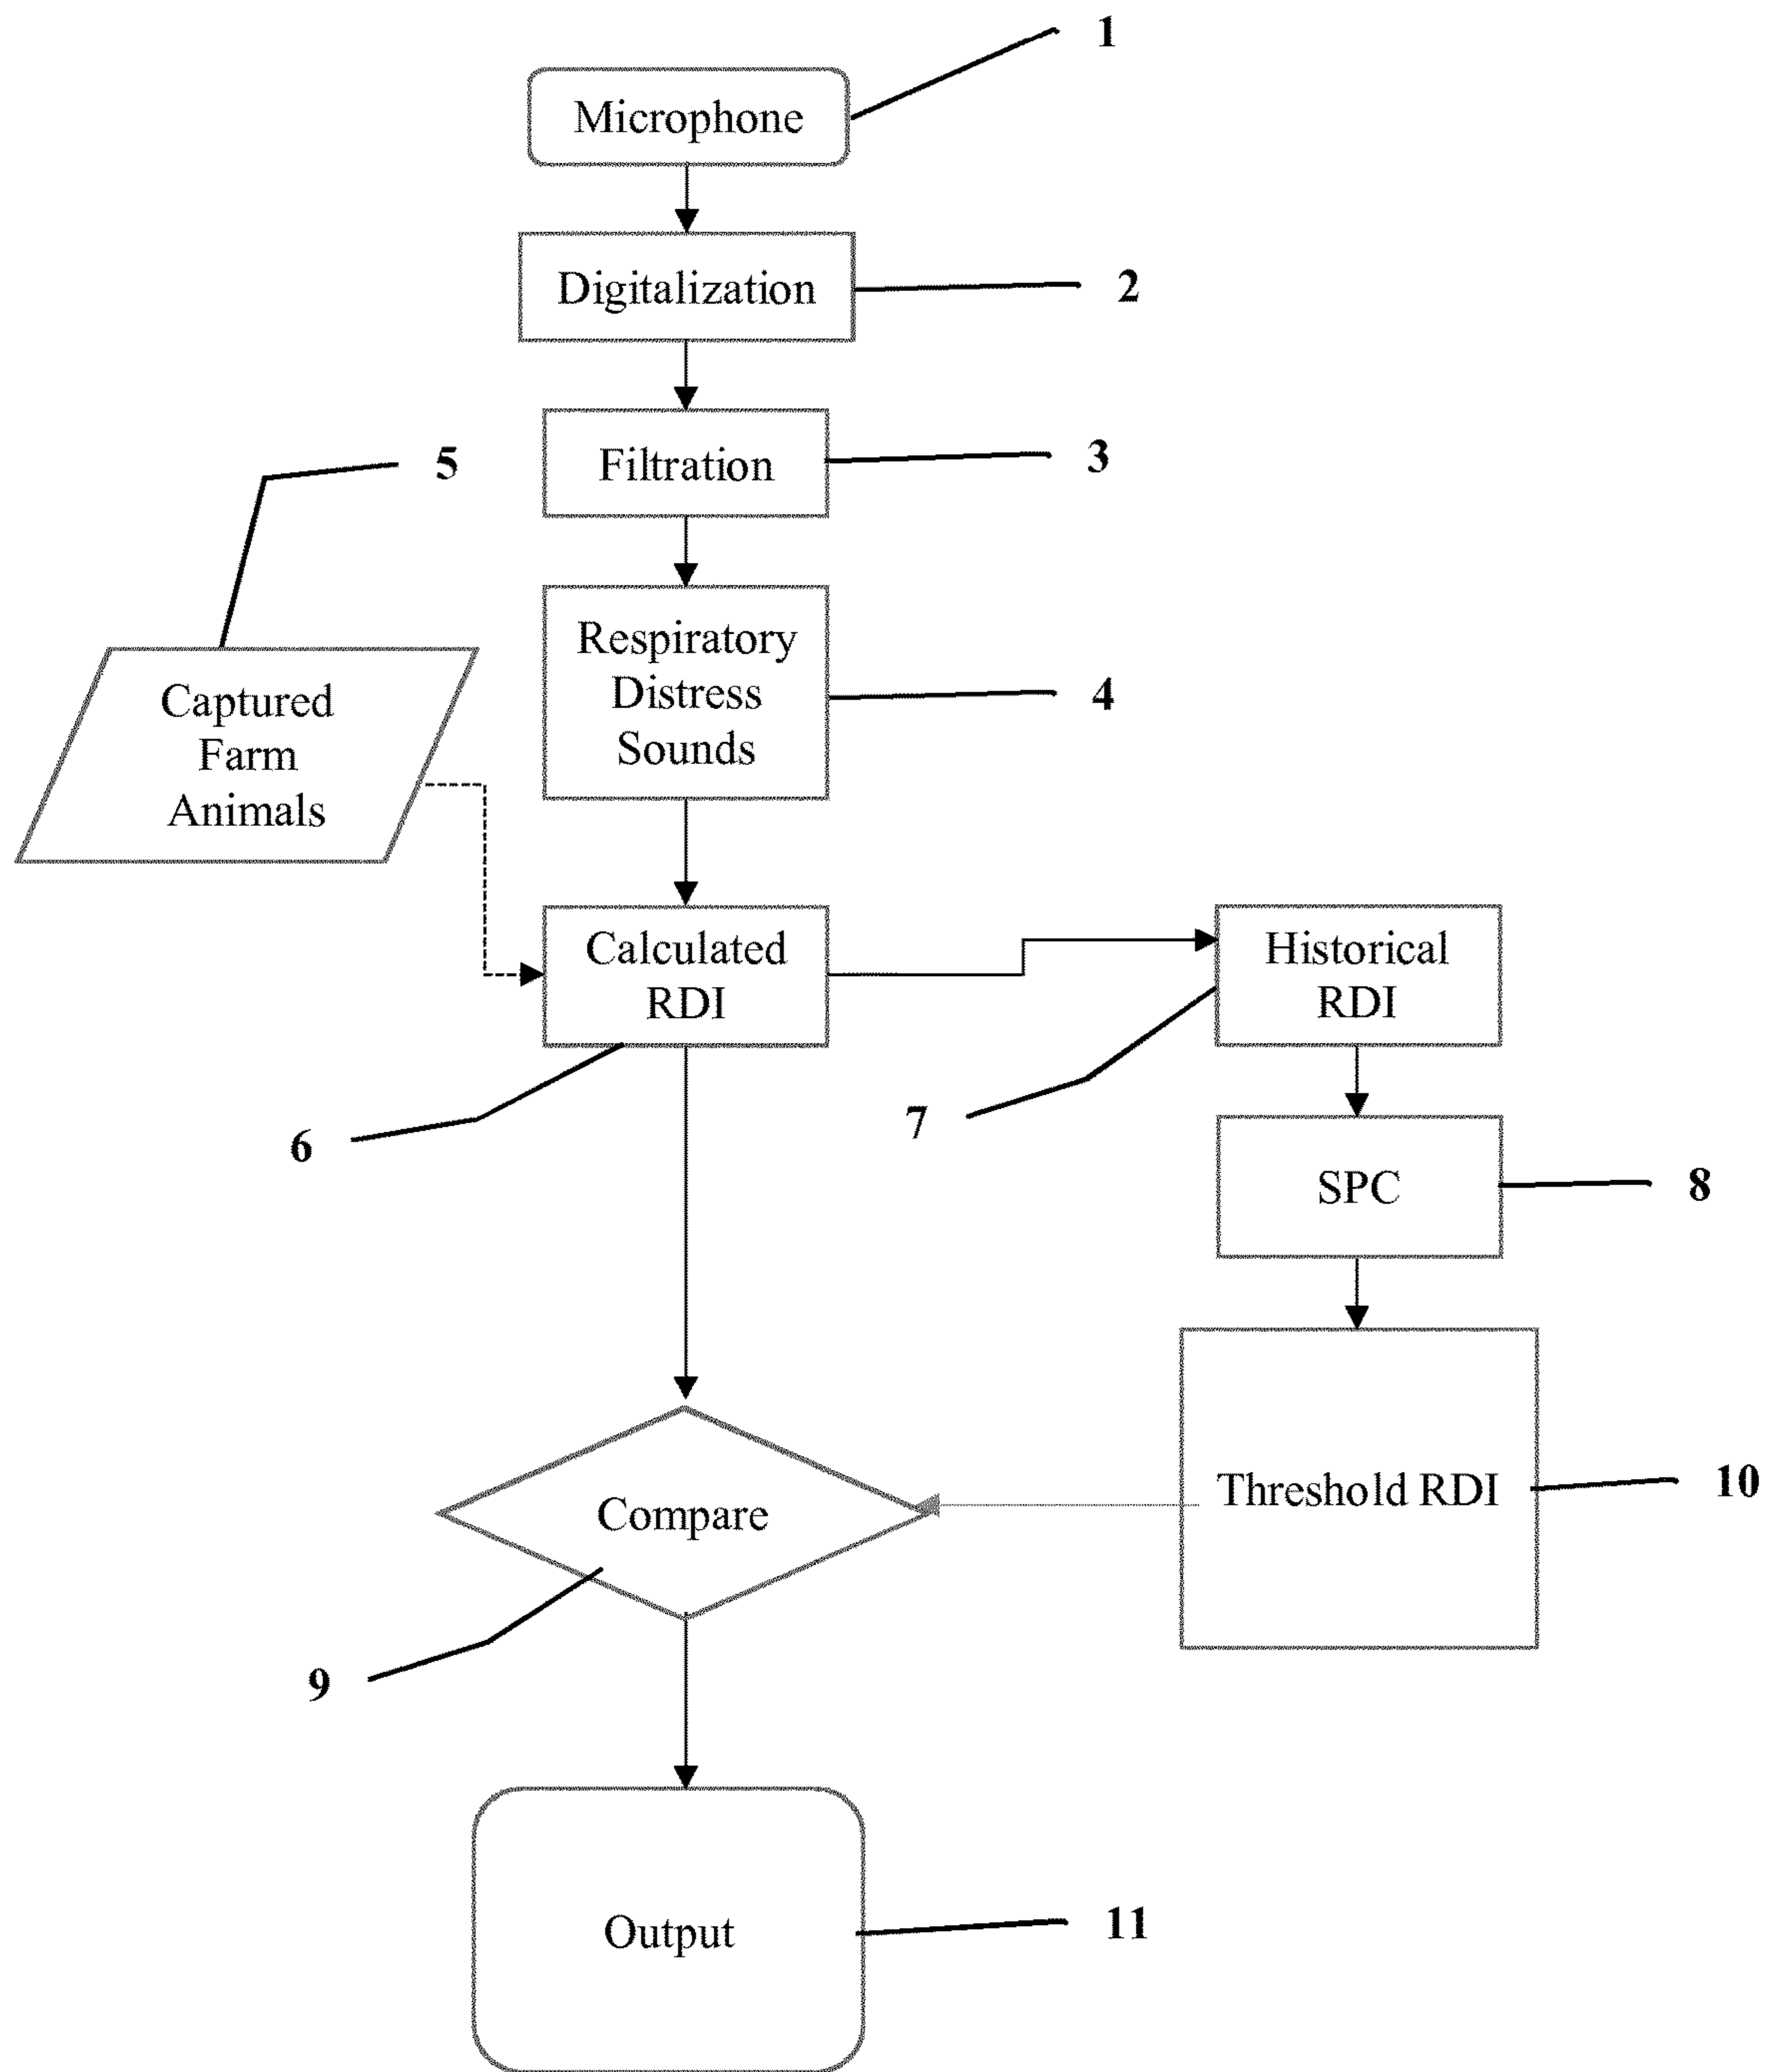 1
Microphone
Digitalization
2
Filtration
3
5
Respiratory
Distress
Sounds
4
Captured
Farm
Animals
Calculated
RDI
Historical
RDI
6
7
SPC
8
Threshold RDI
10
Compare
9
Output
11